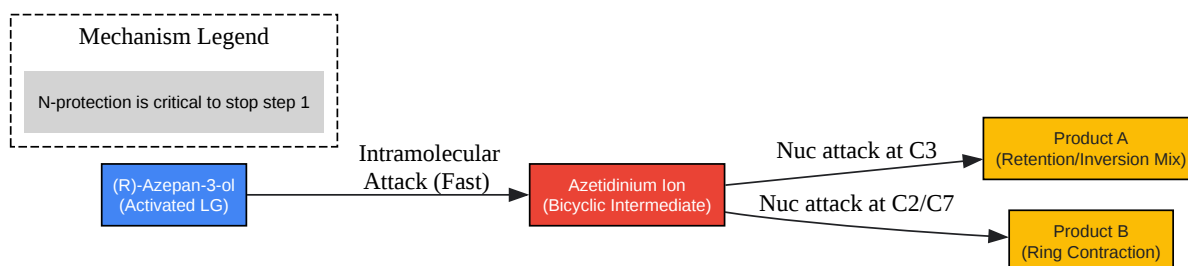 Mechanism Legend
N-protection is critical to stop step 1
(R)-Azepan-3-ol
(Activated LG)
Intramolecular
Attack (Fast)
Azetidinium Ion
(Bicyclic Intermediate)
Nuc attack at C3
Nuc attack at C2/C7
Product A
(Retention/Inversion Mix)
Product B
(Ring Contraction)